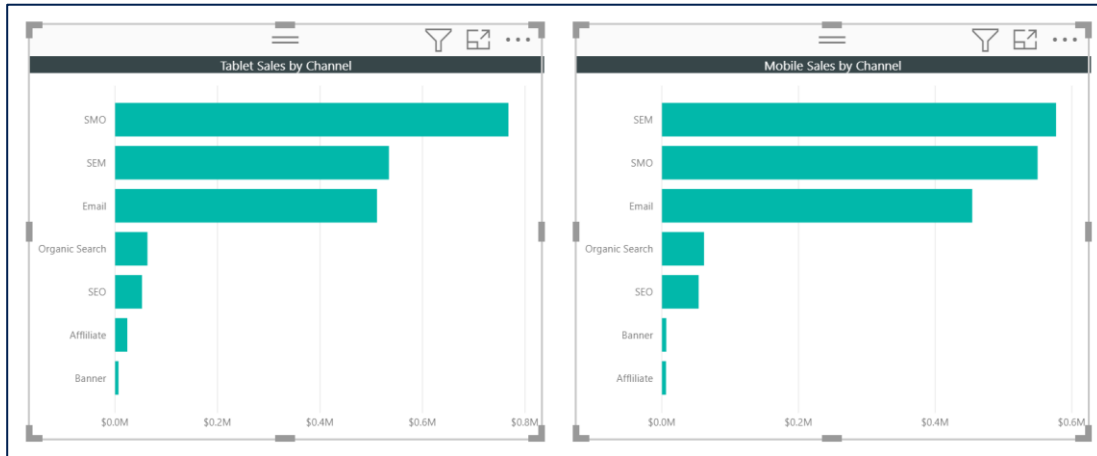 Tablet Sales by Channel
SMO
SEM
Email
Organic Search
SEO
Affliliate
Banner
$0.0M $0.2M $0.4M $0.6M $0.8M
Mobile Sales by Channel
SEM
SMO
Email
Organic Search
SEO
Banner
Affliliate
$0.0M $0.2M $0.4M $0.6M